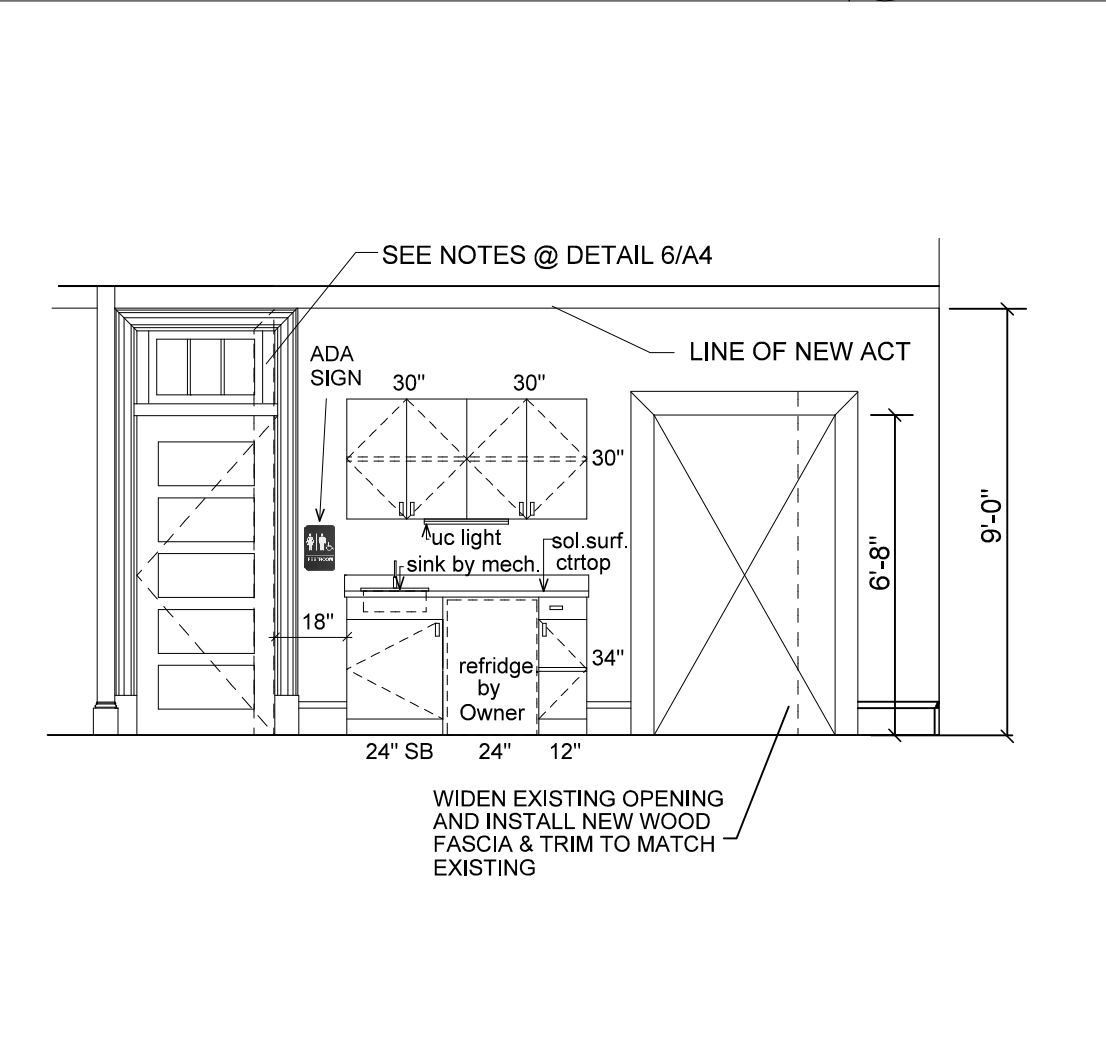 SEE NOTES @ DETAIL 6/A4
LINE OF NEW ACT
ADA
SIGN
30"
30"
30"
uc light
sink by mech.
sol.surf.
ctrtop
18"
34"
refridge
by
Owner
24" SB
24"
12"
6'-8"
9'-0"
WIDEN EXISTING OPENING
AND INSTALL NEW WOOD
FASCIA & TRIM TO MATCH
EXISTING